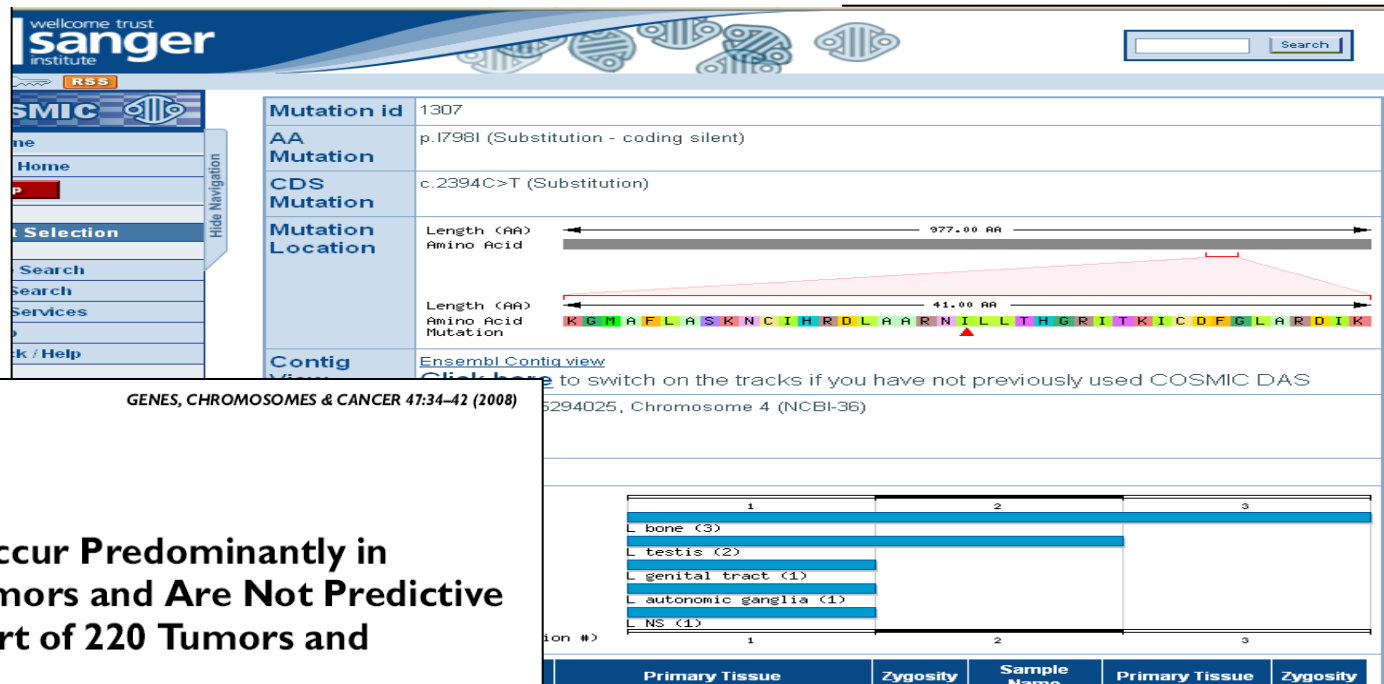 wellcome trust
sanger
institute
Search
RSS
SMIC
Home
Hide Navigation
Selection
Search
Search
Services
k / Help
Mutation id 1307
AA Mutation p.I798I (Substitution - coding silent)
CDS Mutation c.2394C>T (Substitution)
Mutation Location
Length (AA) 977.00 AA
Amino Acid
Length (AA) 41.00 AA
Amino Acid K G M A F L A S K N C I H R D L A A R N I L L T H G R I T K I C D F G L A R D I K
Mutation
Contig Ensembl Contig view
Click here to switch on the tracks if you have not previously used COSMIC DAS
5294025, Chromosome 4 (NCBI-36)
GENES, CHROMOSOMES & CANCER 47:34–42 (2008)
ccur Predominantly in
mors and Are Not Predictive
rt of 220 Tumors and
1 2 3
bone (3)
testis (2)
genital tract (1)
autonomic ganglia (1)
NS (1)
ion #) 1 2 3
Primary Tissue Zygosity Sample Name Primary Tissue Zygosity